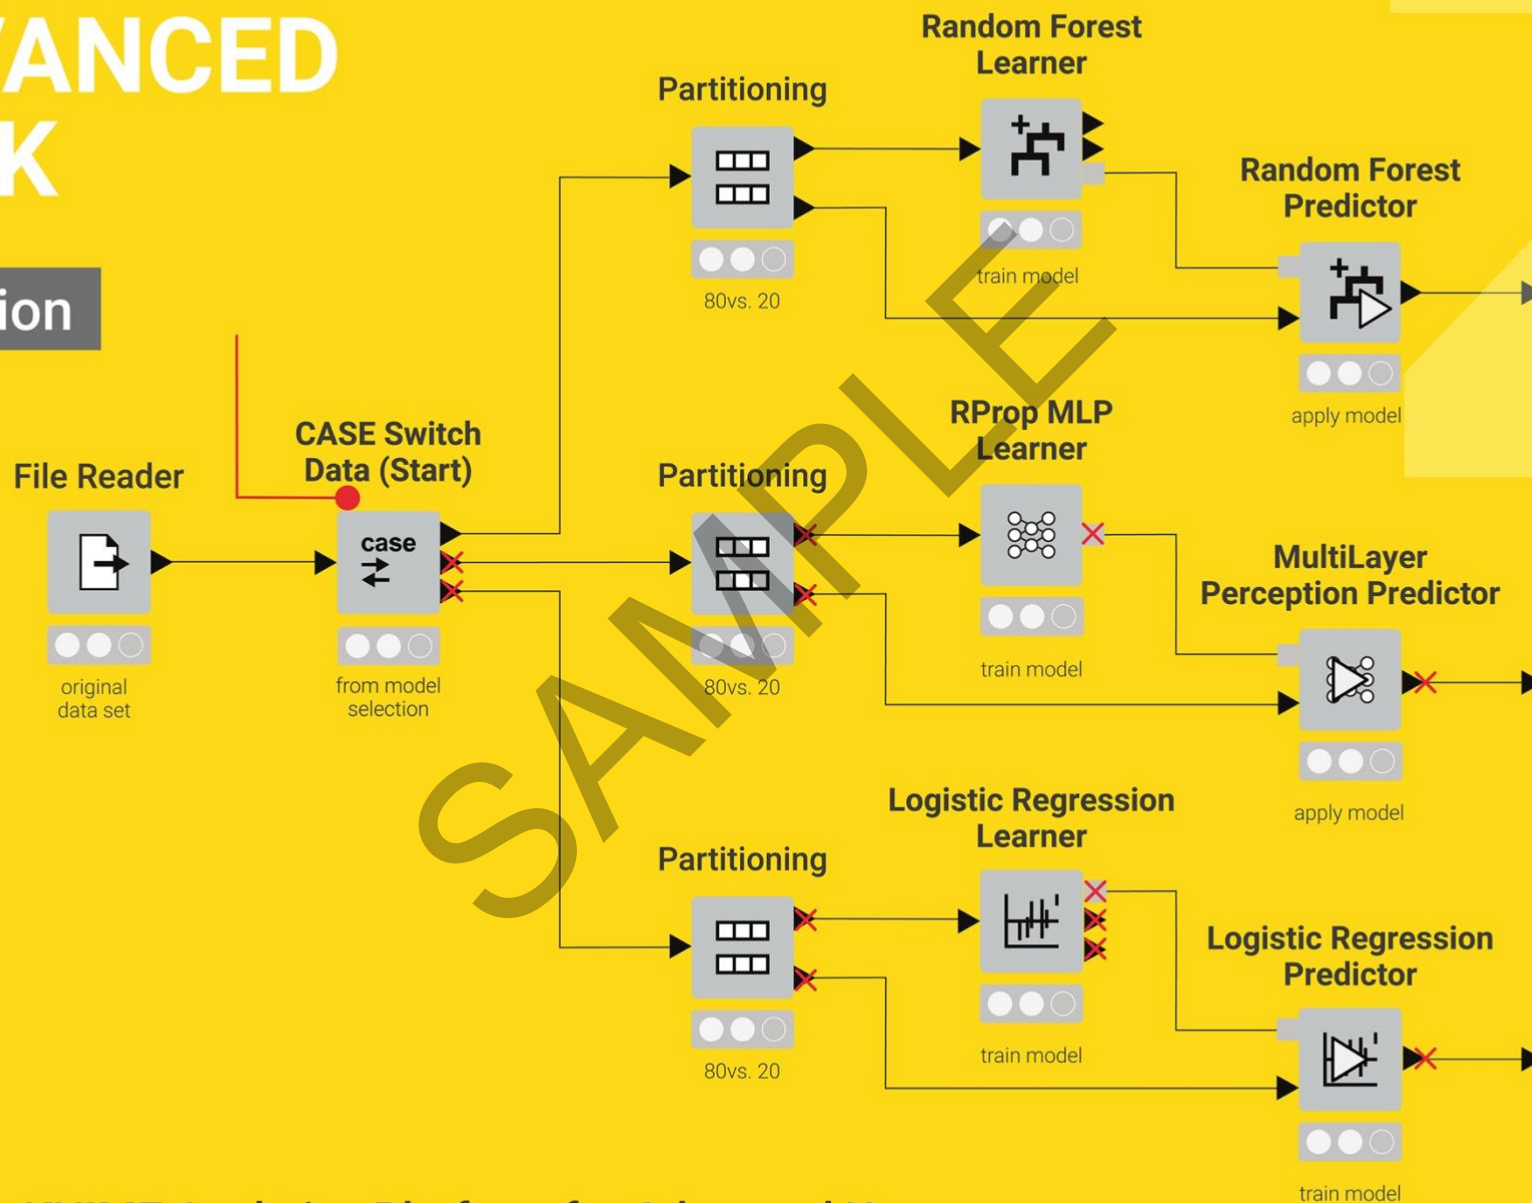 VANCED
K
ion
Random Forest
Learner
train model
Partitioning
80vs. 20
Random Forest
Predictor
apply model
File Reader
original
data set
CASE Switch
Data (Start)
case
from model
selection
Partitioning
80vs. 20
RProp MLP
Learner
train model
MultiLayer
Perception Predictor
apply model
Partitioning
80vs. 20
Logistic Regression
Learner
train model
Logistic Regression
Predictor
train model
SAMPLE